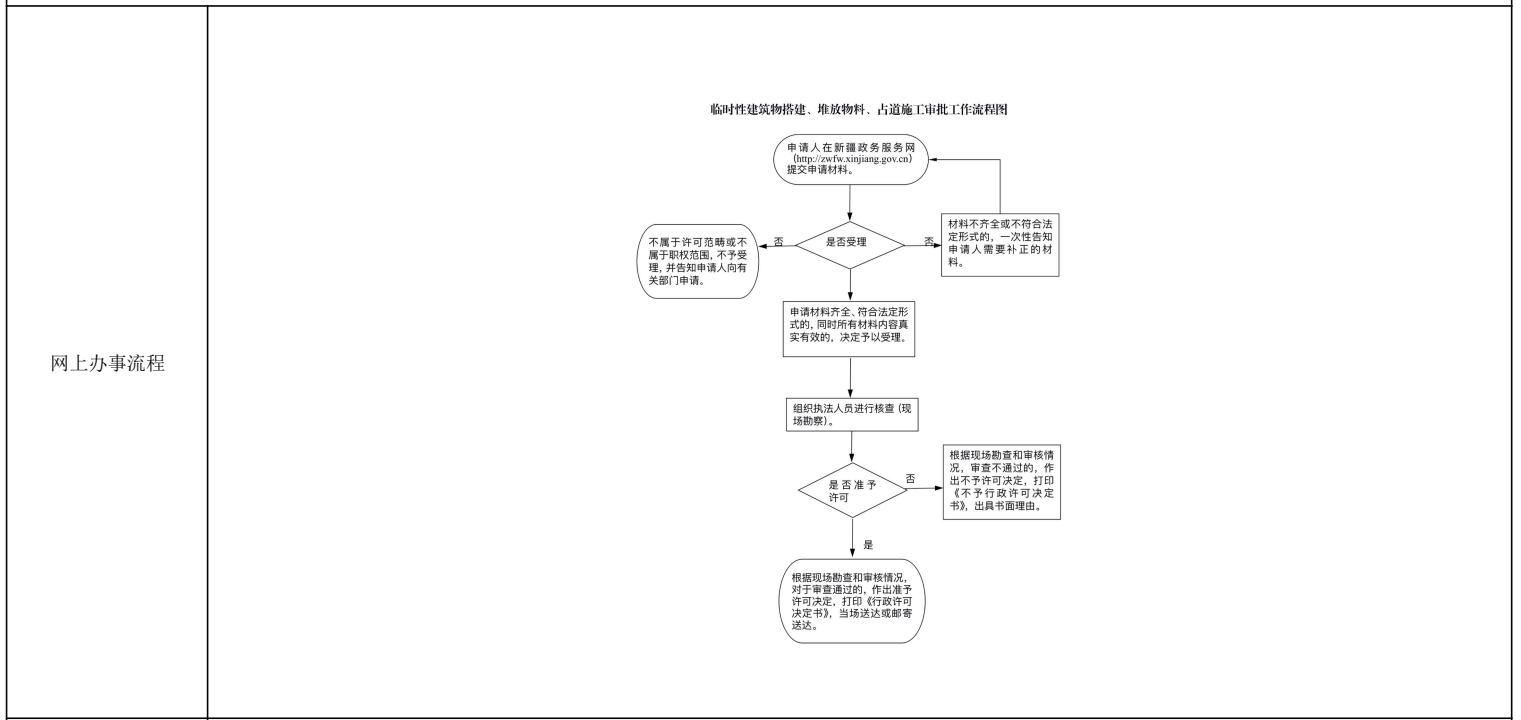 网上办事流程
临时性建筑物搭建、堆放物料、占道施工审批工作流程图
申请人在新疆政务服务网
（http://zwfw.xinjiang.gov.cn）
提交申请材料。
是否受理
否
不属于许可范畴或不
属于职权范围，不予受
理，并告知申请人向有
关部门申请。
否
材料不齐全或不符合法
定形式的，一次性告知
申请人需要补正的材
料。
申请材料齐全、符合法定形
式的，同时所有材料内容真
实有效的，决定予以受理。
组织执法人员进行核查（现
场勘察）。
是否准予
许可
否
根据现场勘查和审核情
况，审查不通过的，作
出不予许可决定，打印
《不予行政许可决定
书》，出具书面理由。
是
根据现场勘查和审核情况，
对于审查通过的，作出准予
许可决定，打印《行政许可
决定书》，当场送达或邮寄
送达。